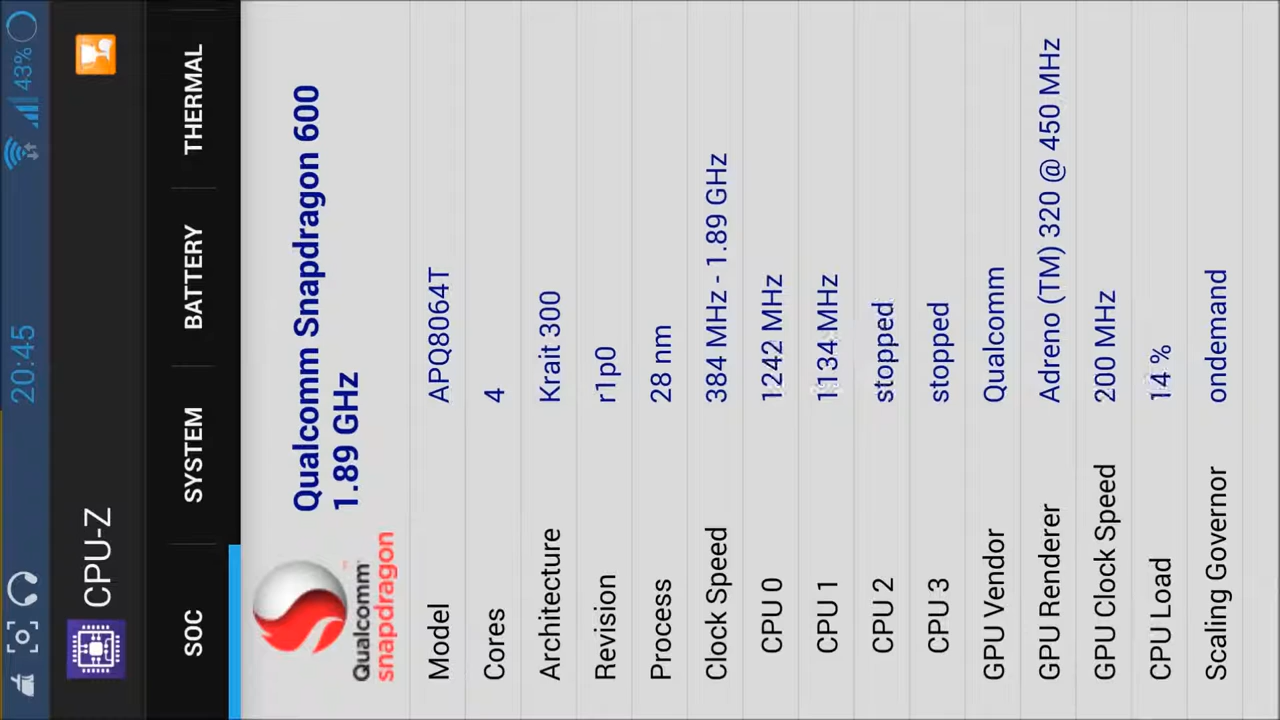 20:45
43%
CPU-Z
SOC
SYSTEM
BATTERY
THERMAL
Qualcomm
snapdragon
Qualcomm Snapdragon 600
1.89 GHz
Model APQ8064T
Cores 4
Architecture Krait 300
Revision r1p0
Process 28 nm
Clock Speed 384 MHz - 1.89 GHz
CPU 0 1242 MHz
CPU 1 1134 MHz
CPU 2 stopped
CPU 3 stopped
GPU Vendor Qualcomm
GPU Renderer Adreno (TM) 320 @ 450 MHz
GPU Clock Speed 200 MHz
CPU Load 14 %
Scaling Governor ondemand